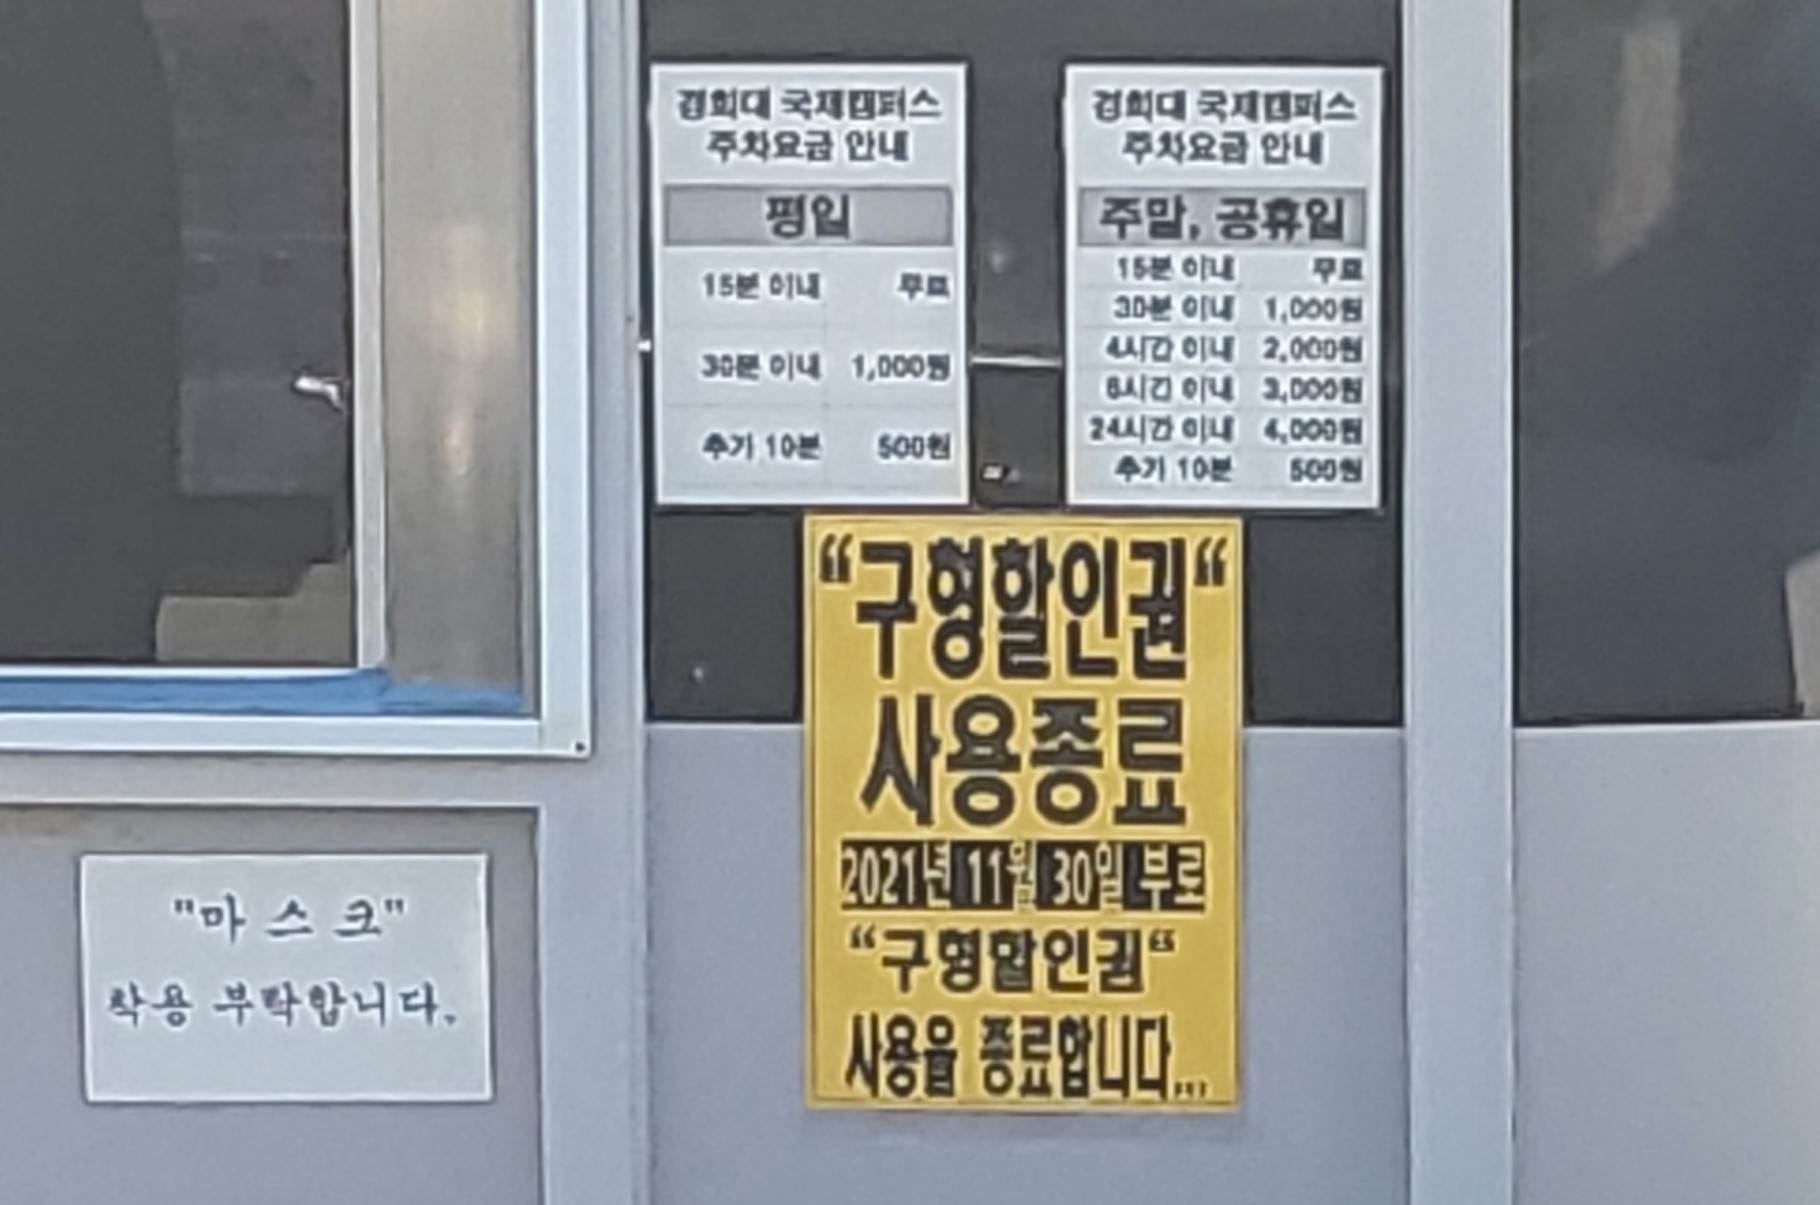 경희대 국제캠퍼스
주차요금 안내
평일
15분 이내 무료
30분 이내 1,000원
추가 10분 500원
경희대 국제캠퍼스
주차요금 안내
주말, 공휴일
15분 이내 무료
30분 이내 1,000원
4시간 이내 2,000원
6시간 이내 3,000원
24시간 이내 4,000원
추가 10분 500원
“구형할인권“
사용종료
2021년 11월 30일 부로
“구형할인권“
사용을 종료합니다...
"마 스 크"
착용 부탁합니다.